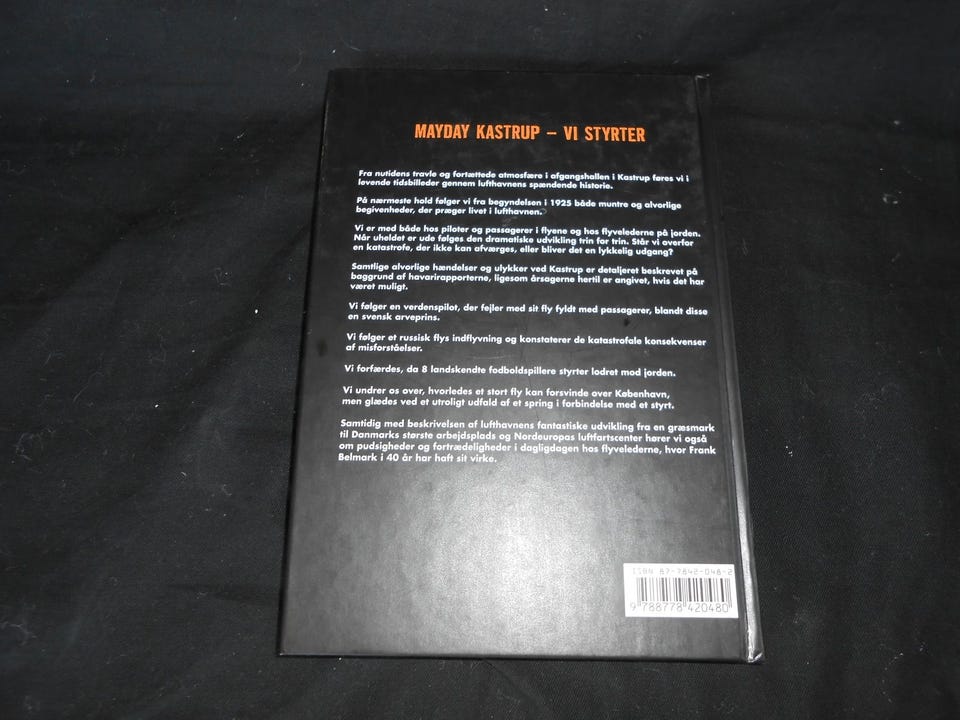 MAYDAY KASTRUP – VI STYRTER
Fra nutidens travle og fortættede atmosfære i afgangshallen i Kastrup føres vi i
levende tidsbilleder gennem lufthavnens spændende historie.
På nærmeste hold følger vi fra begyndelsen i 1925 både muntre og alvorlige
begivenheder, der præger livet i lufthavnen.
Vi er med både hos piloter og passagerer i flyene og hos flyvelederne på jorden.
Når uheldet er ude følges den dramatiske udvikling trin for trin. Står vi overfor
en katastrofe, der ikke kan afværges, eller bliver det en lykkelig udgang?
Samtlige alvorlige hændelser og ulykker ved Kastrup er detaljeret beskrevet på
baggrund af havarirapporterne, ligesom årsagerne hertil er angivet, hvis det har
været muligt.
Vi følger en verdenspilot, der fejler med sit fly fyldt med passagerer, blandt disse
en svensk arveprins.
Vi følger et russisk flys indflyvning og konstaterer de katastrofale konsekvenser
af misforståelser.
Vi forfærdes, da 8 landskendte fodboldspillere styrter lodret mod jorden.
Vi undrer os over, hvorledes et stort fly kan forsvinde over København,
men glædes ved et utroligt udfald af et spring i forbindelse med et styrt.
Samtidig med beskrivelsen af lufthavnens fantastiske udvikling fra en græsmark
til Danmarks største arbejdsplads og Nordeuropas luftfartscenter hører vi også
om pudsigheder og fortrædeligheder i dagligdagen hos flyvelederne, hvor Frank
Belmark i 40 år har haft sit virke.
ISBN 87-7842-048-2
9 788778 420480